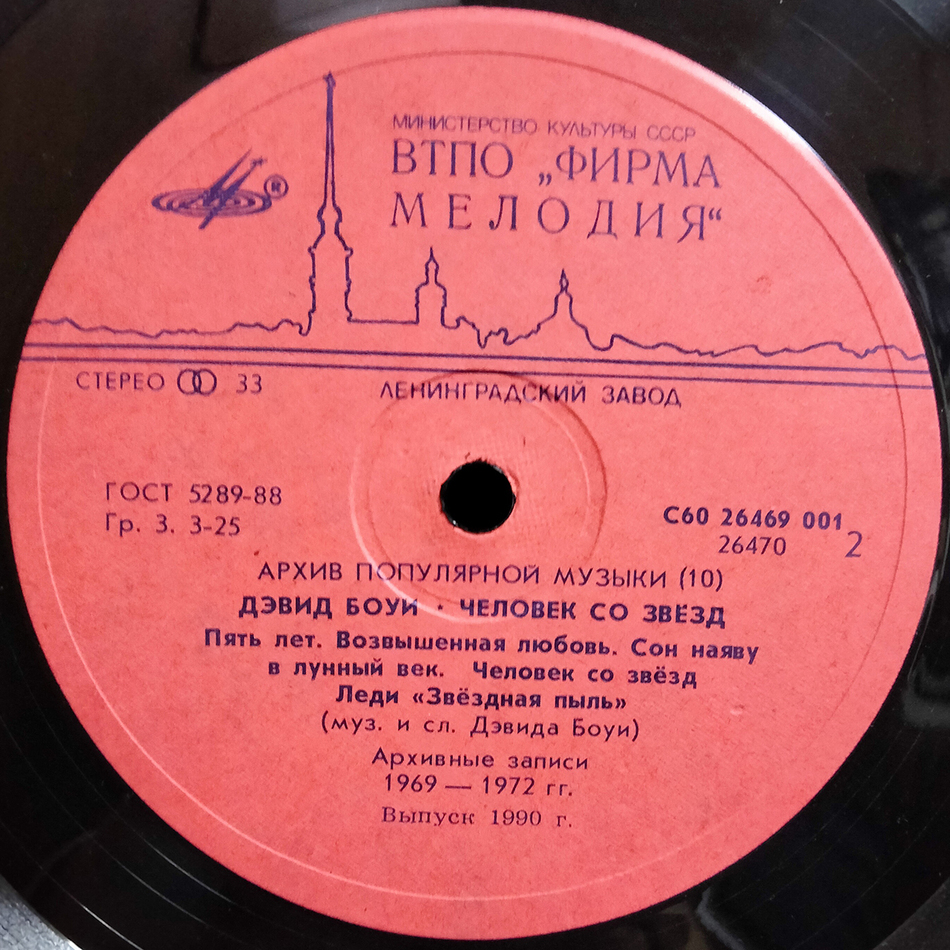 МИНИСТЕРСТВО КУЛЬТУРЫ СССР
ВТПО „ФИРМА
МЕЛОДИЯ“
®
СТЕРЕО 33
ЛЕНИНГРАДСКИЙ ЗАВОД
ГОСТ 5289-88
Гр. 3. 3-25
С60 26469 001
26470 2
АРХИВ ПОПУЛЯРНОЙ МУЗЫКИ (10)
ДЭВИД БОУИ · ЧЕЛОВЕК СО ЗВЁЗД
Пять лет. Возвышенная любовь. Сон наяву
в лунный век. Человек со звёзд
Леди «Звёздная пыль»
(муз. и сл. Дэвида Боуи)
Архивные записи
1969 — 1972 гг.
Выпуск 1990 г.